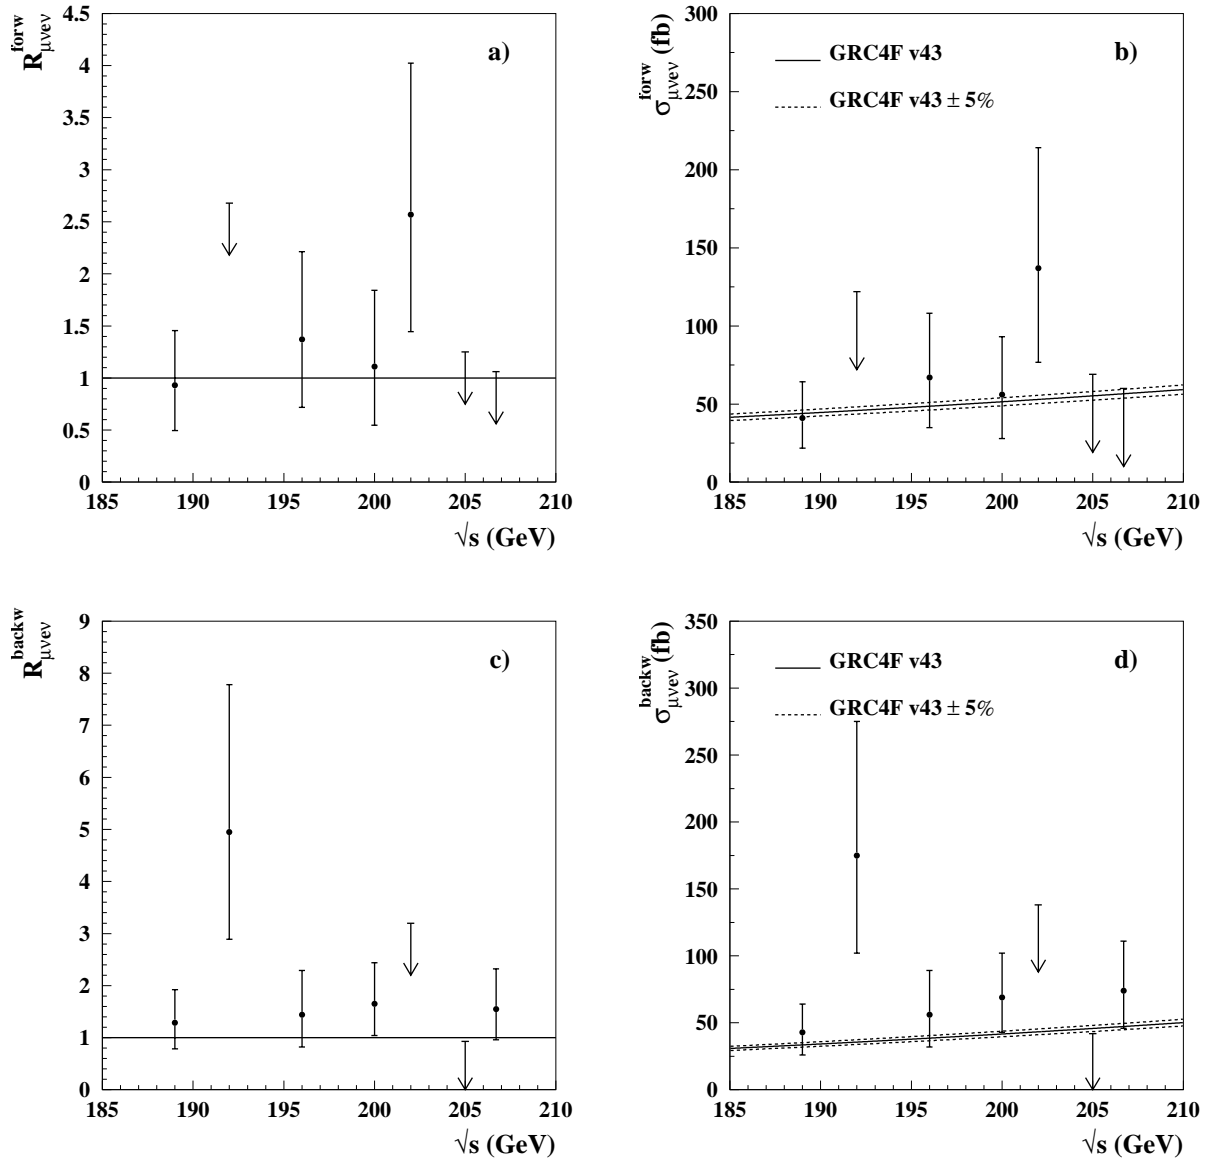 R^forw_μνeν
a)
4.5
4
3.5
3
2.5
2
1.5
1
0.5
0
185 190 195 200 205 210
√s (GeV)
σ^forw_μνeν (fb)
b)
GRC4F v43
GRC4F v43 ± 5%
300
250
200
150
100
50
0
185 190 195 200 205 210
√s (GeV)
R^backw_μνeν
c)
9
8
7
6
5
4
3
2
1
0
185 190 195 200 205 210
√s (GeV)
σ^backw_μνeν (fb)
d)
GRC4F v43
GRC4F v43 ± 5%
350
300
250
200
150
100
50
0
185 190 195 200 205 210
√s (GeV)